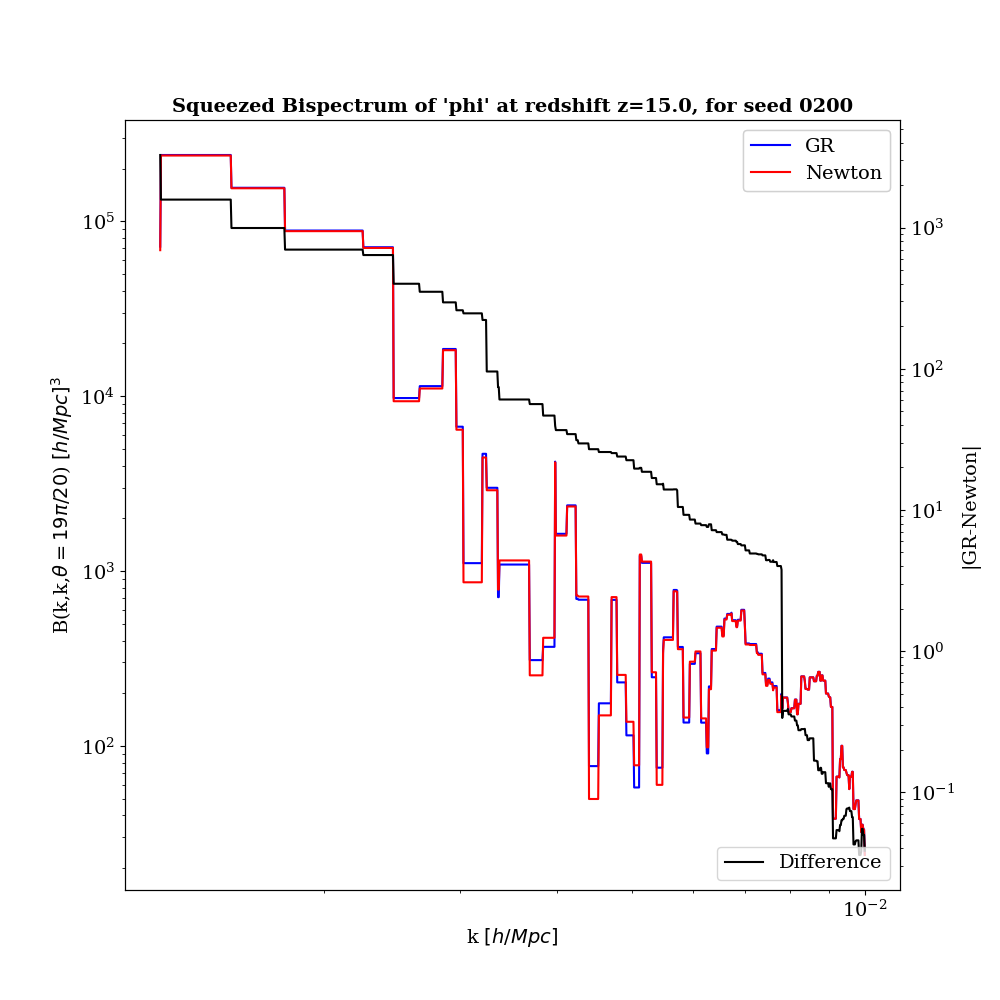 Squeezed Bispectrum of 'phi' at redshift z=15.0, for seed 0200
GR
Newton
10⁵
10⁴
10³
10²
B(k,k,θ = 19π/20) [h/Mpc]³
10³
10²
10¹
10⁰
10⁻¹
|GR-Newton|
Difference
10⁻²
k [h/Mpc]